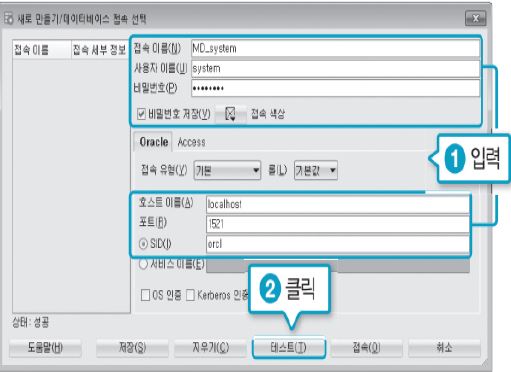 새로 만들기/데이터베이스 접속 선택
접속 이름 접속 세부 정보
접속 이름(N) MD_system
사용자 이름(U) system
비밀번호(P) ••••••••
비밀번호 저장(V) 접속 색상
Oracle Access
접속 유형(Y) 기본 롤(L) 기본값
1 입력
호스트 이름(A) localhost
포트(R) 1521
SID(I) orcl
서비스 이름(E)
OS 인증 Kerberos 인증
2 클릭
상태: 성공
도움말(H) 저장(S) 지우기(C) 테스트(T) 접속(O) 취소